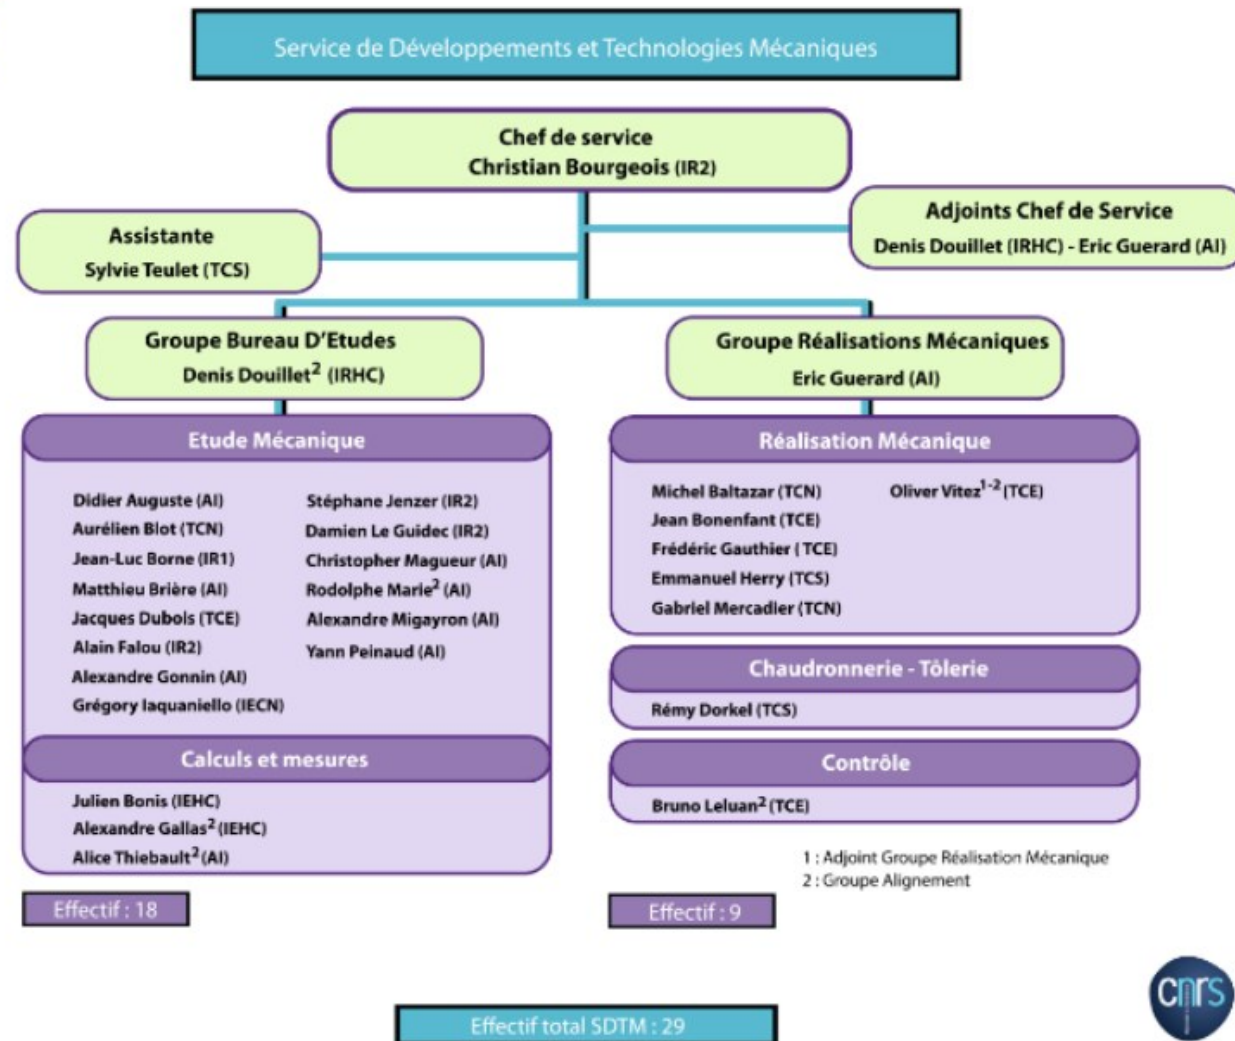 Service de Développements et Technologies Mécaniques
Chef de service
Christian Bourgeois (IR2)
Adjoints Chef de Service
Denis Douillet (IRHC) - Eric Guerard (AI)
Assistante
Sylvie Teulet (TCS)
Groupe Bureau D'Etudes
Denis Douillet² (IRHC)
Etude Mécanique
Didier Auguste (AI)
Aurélien Blot (TCN)
Jean-Luc Borne (IR1)
Matthieu Brière (AI)
Jacques Dubois (TCE)
Alain Falou (IR2)
Alexandre Gonnin (AI)
Grégory Iaquaniello (IECN)
Stéphane Jenzer (IR2)
Damien Le Guidec (IR2)
Christopher Magueur (AI)
Rodolphe Marie² (AI)
Alexandre Migayron (AI)
Yann Peinaud (AI)
Calculs et mesures
Julien Bonis (IEHC)
Alexandre Gallas² (IEHC)
Alice Thiebault² (AI)
Effectif : 18
Groupe Réalisations Mécaniques
Eric Guerard (AI)
Réalisation Mécanique
Michel Baltazar (TCN)
Jean Bonenfant (TCE)
Frédéric Gauthier ( TCE)
Emmanuel Herry (TCS)
Gabriel Mercadier (TCN)
Oliver Vitez¹⁻² (TCE)
Chaudronnerie - Tôlerie
Rémy Dorkel (TCS)
Contrôle
Bruno Leluan² (TCE)
1 : Adjoint Groupe Réalisation Mécanique
2 : Groupe Alignement
Effectif : 9
Effectif total SDTM : 29
cnrs